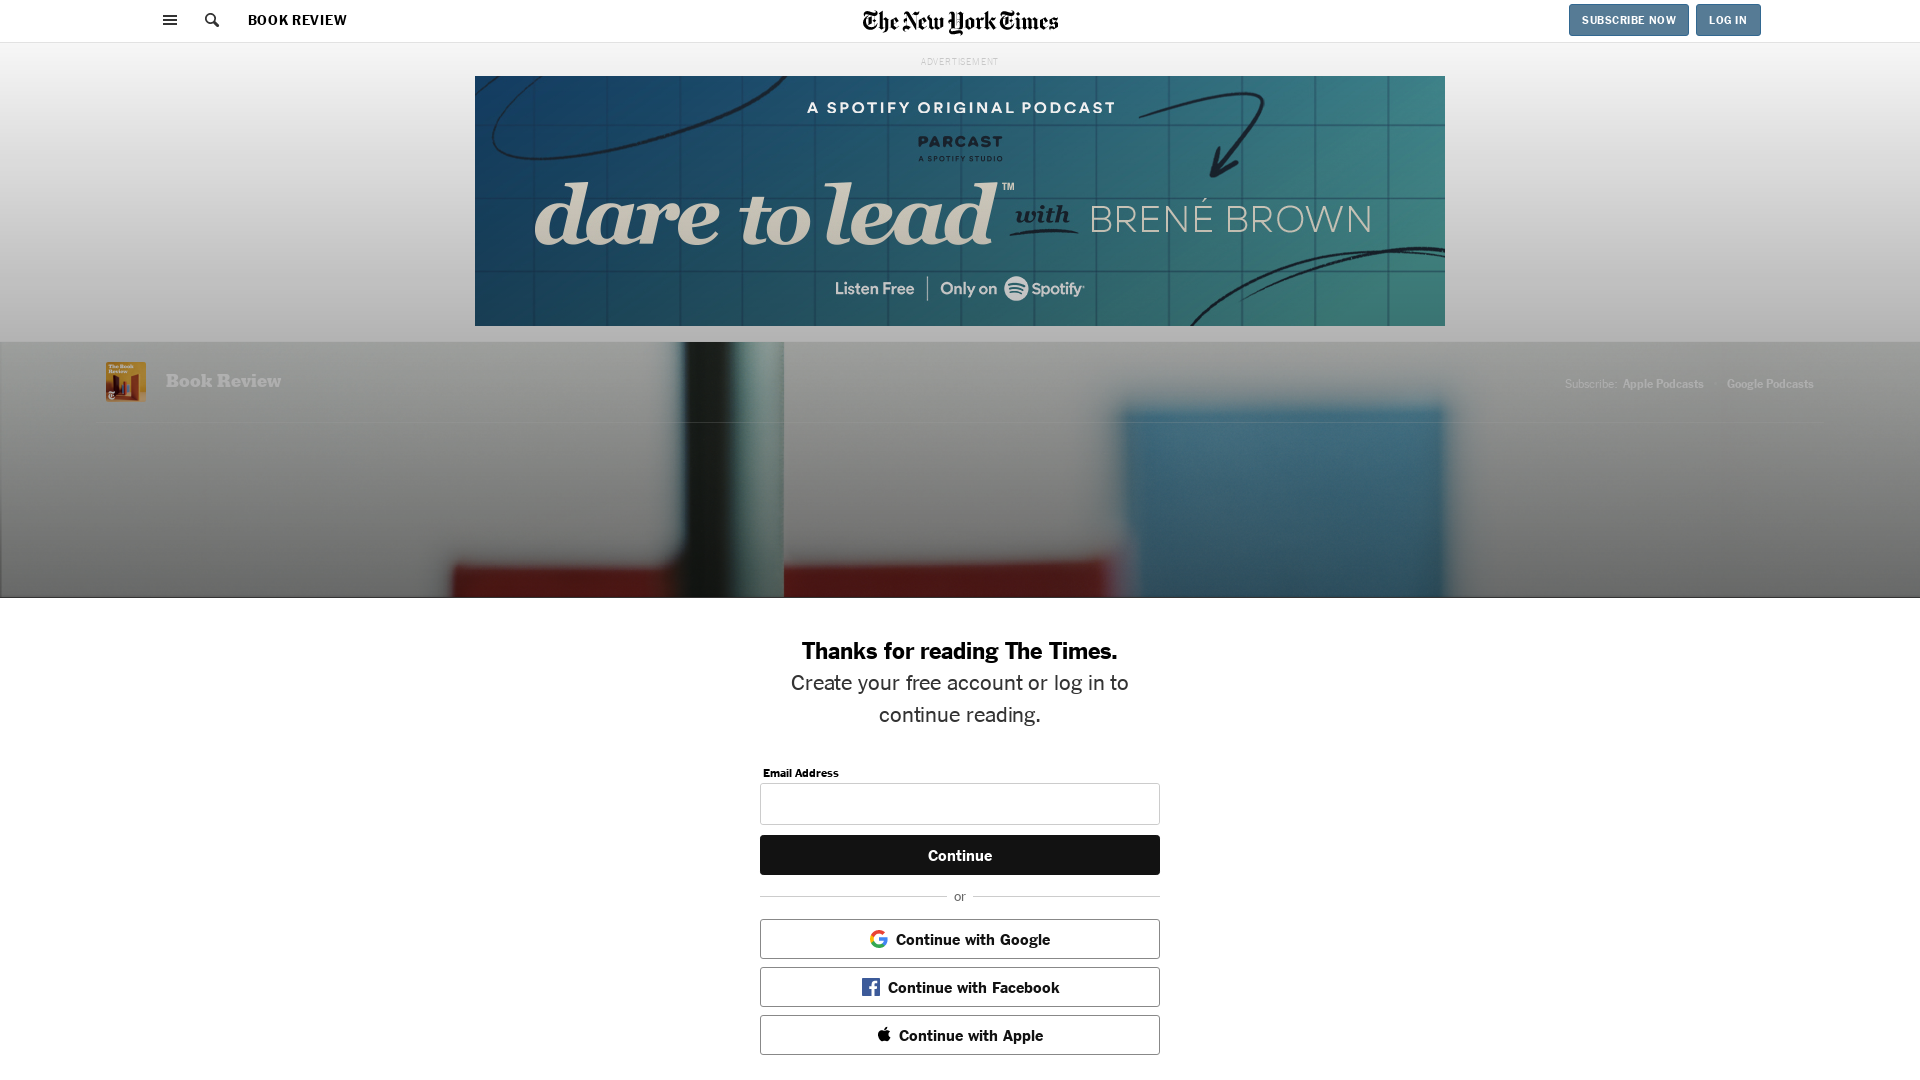 BOOK REVIEW
The New York Times
SUBSCRIBE NOW
LOG IN
ADVERTISEMENT
A SPOTIFY ORIGINAL PODCAST
PARCAST
A SPOTIFY STUDIO
dare to lead™ with BRENÉ BROWN
Listen Free | Only on Spotify
The Book
Review
Book Review
Subscribe: Apple Podcasts
Google Podcasts
Thanks for reading The Times.
Create your free account or log in to
continue reading.
Email Address
Continue
or
Continue with Google
Continue with Facebook
Continue with Apple